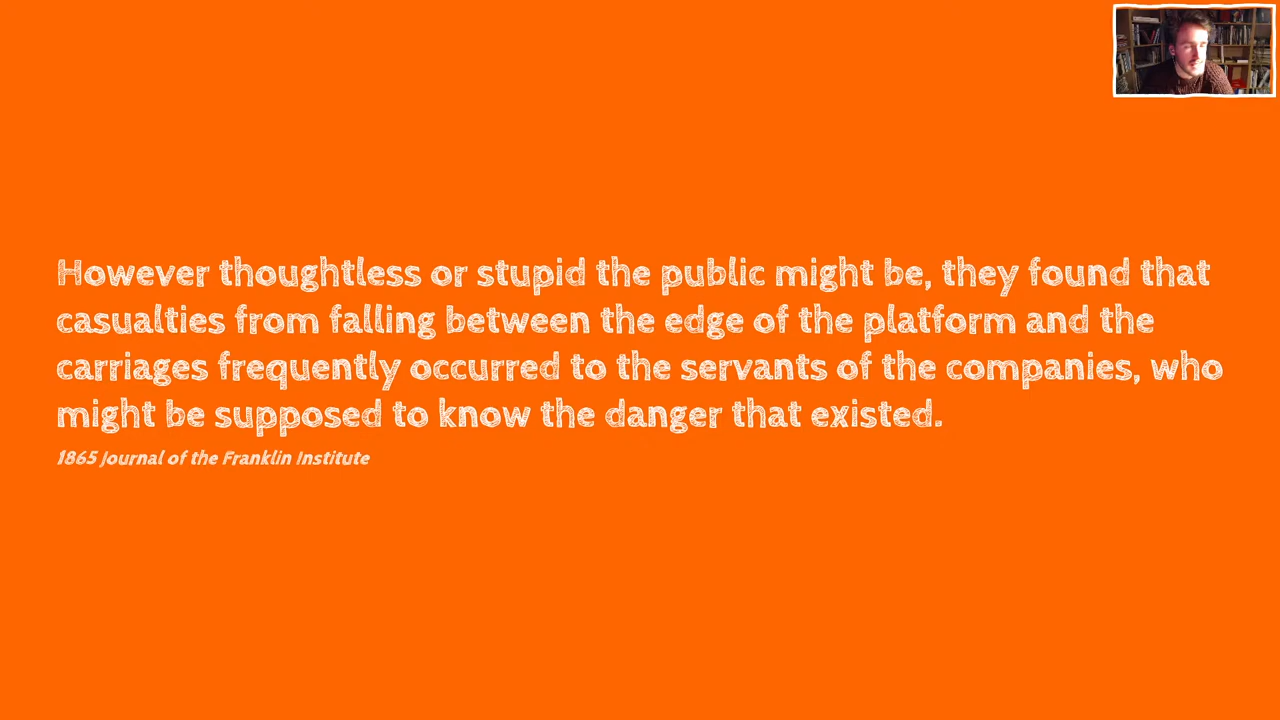 However thoughtless or stupid the public might be, they found that
casualties from falling between the edge of the platform and the
carriages frequently occurred to the servants of the companies, who
might be supposed to know the danger that existed.
1865 Journal of the Franklin Institute